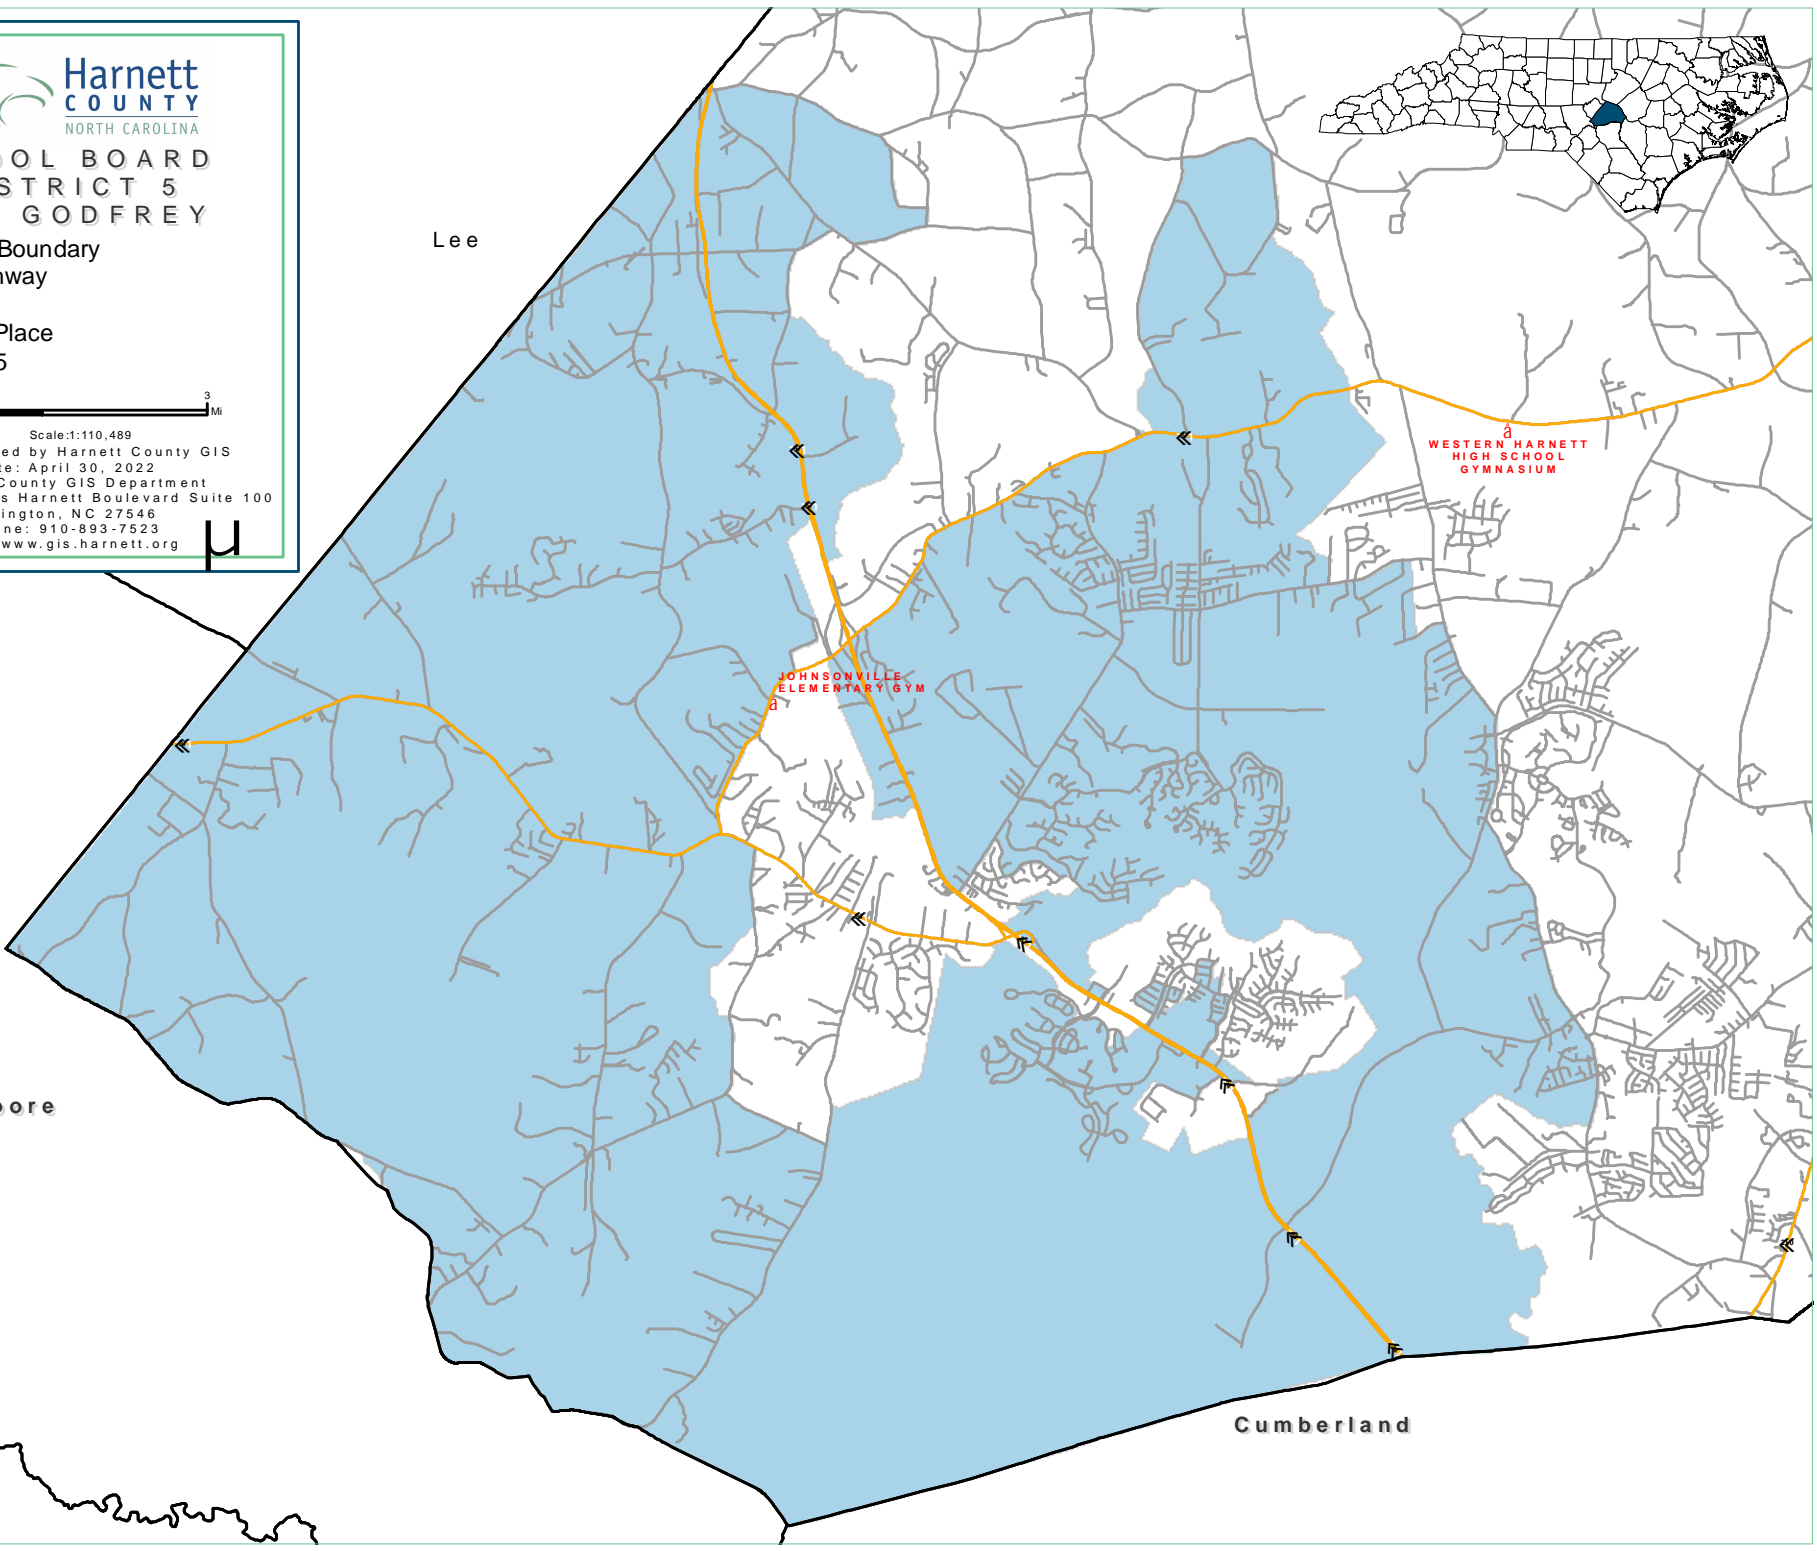 Harnett
COUNTY
NORTH CAROLINA
OOL BOARD
STRICT 5
GODFREY
Boundary
hway
Place
5
3
Mi
Scale:1:110,489
ed by Harnett County GIS
te: April 30, 2022
County GIS Department
s Harnett Boulevard Suite 100
ington, NC 27546
ne: 910-893-7523
www.gis.harnett.org
µ
Lee
WESTERN HARNETT
HIGH SCHOOL
GYMNASIUM
JOHNSONVILLE
ELEMENTARY GYM
oore
Cumberland